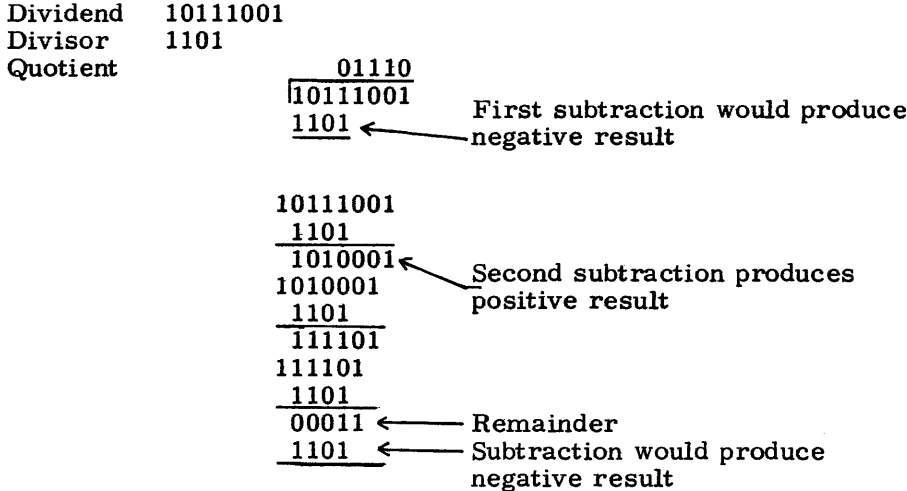 Dividend 10111001
Divisor 1101
Quotient 01110
10111001
1101
First subtraction would produce
negative result
10111001
1101
1010001
Second subtraction produces
positive result
1010001
1101
111101
111101
1101
00011
Remainder
1101
Subtraction would produce
negative result